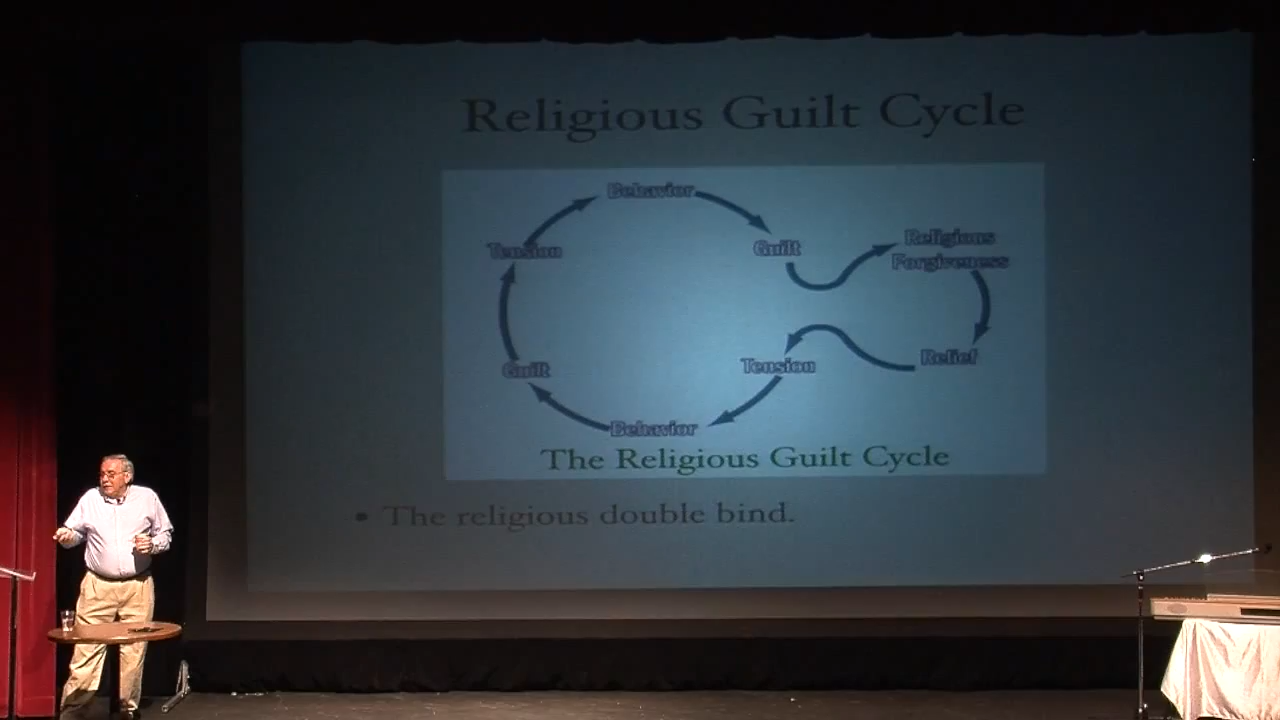 Religious Guilt Cycle
Behavior
Tension
Guilt
Religious
Forgiveness
Guilt
Tension
Relief
Behavior
The Religious Guilt Cycle
• The religious double bind.